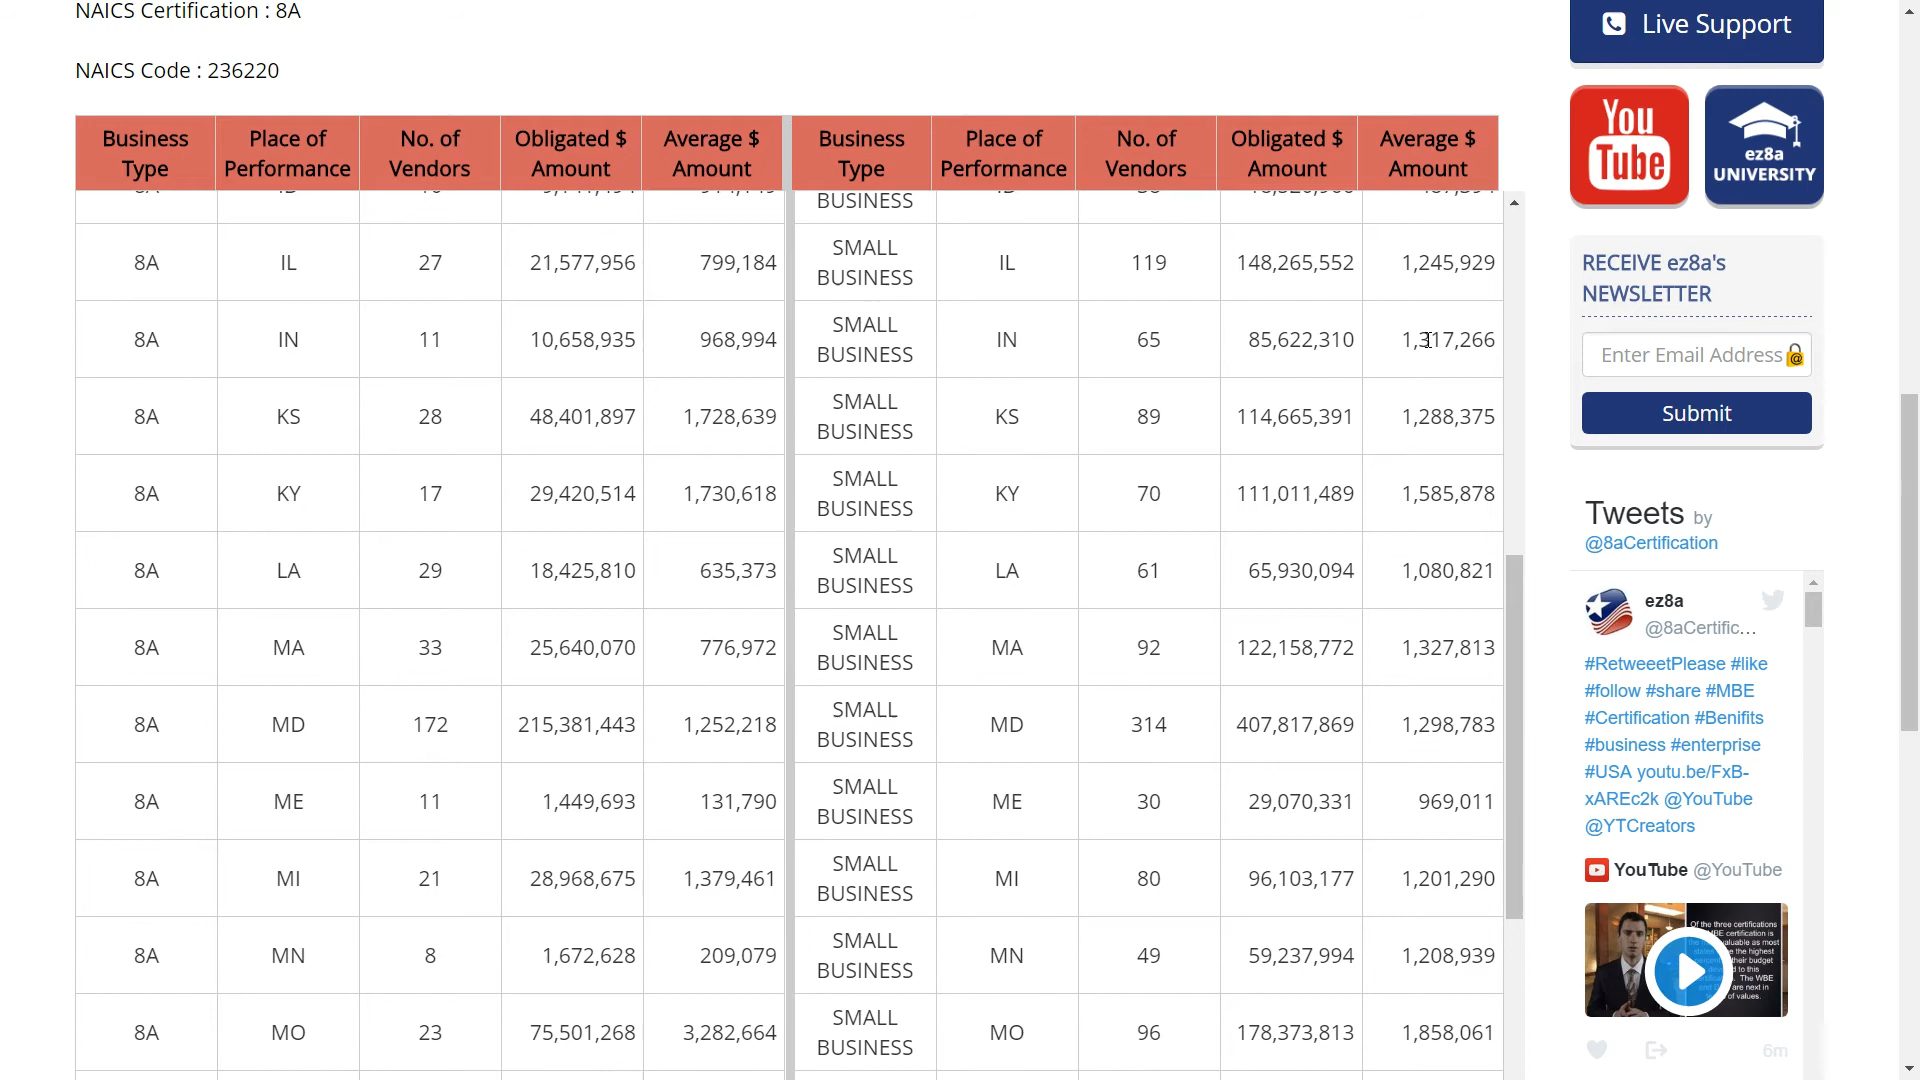 NAICS Certification : 8A
NAICS Code : 236220
Business Type Place of Performance No. of Vendors Obligated $ Amount Average $ Amount Business Type Place of Performance No. of Vendors Obligated $ Amount Average $ Amount
BUSINESS
8A IL 27 21,577,956 799,184 SMALL BUSINESS IL 119 148,265,552 1,245,929
8A IN 11 10,658,935 968,994 SMALL BUSINESS IN 65 85,622,310 1,317,266
8A KS 28 48,401,897 1,728,639 SMALL BUSINESS KS 89 114,665,391 1,288,375
8A KY 17 29,420,514 1,730,618 SMALL BUSINESS KY 70 111,011,489 1,585,878
8A LA 29 18,425,810 635,373 SMALL BUSINESS LA 61 65,930,094 1,080,821
8A MA 33 25,640,070 776,972 SMALL BUSINESS MA 92 122,158,772 1,327,813
8A MD 172 215,381,443 1,252,218 SMALL BUSINESS MD 314 407,817,869 1,298,783
8A ME 11 1,449,693 131,790 SMALL BUSINESS ME 30 29,070,331 969,011
8A MI 21 28,968,675 1,379,461 SMALL BUSINESS MI 80 96,103,177 1,201,290
8A MN 8 1,672,628 209,079 SMALL BUSINESS MN 49 59,237,994 1,208,939
8A MO 23 75,501,268 3,282,664 SMALL BUSINESS MO 96 178,373,813 1,858,061
Live Support
You
Tube
ez8a
UNIVERSITY
RECEIVE ez8a's
NEWSLETTER
Enter Email Address
Submit
Tweets by
@8aCertification
ez8a
@8aCertific...
#RetweeetPlease #like
#follow #share #MBE
#Certification #Benifits
#business #enterprise
#USA youtu.be/FxB-
xAREc2k @YouTube
@YTCreators
YouTube @YouTube
Of the three certifications
6m